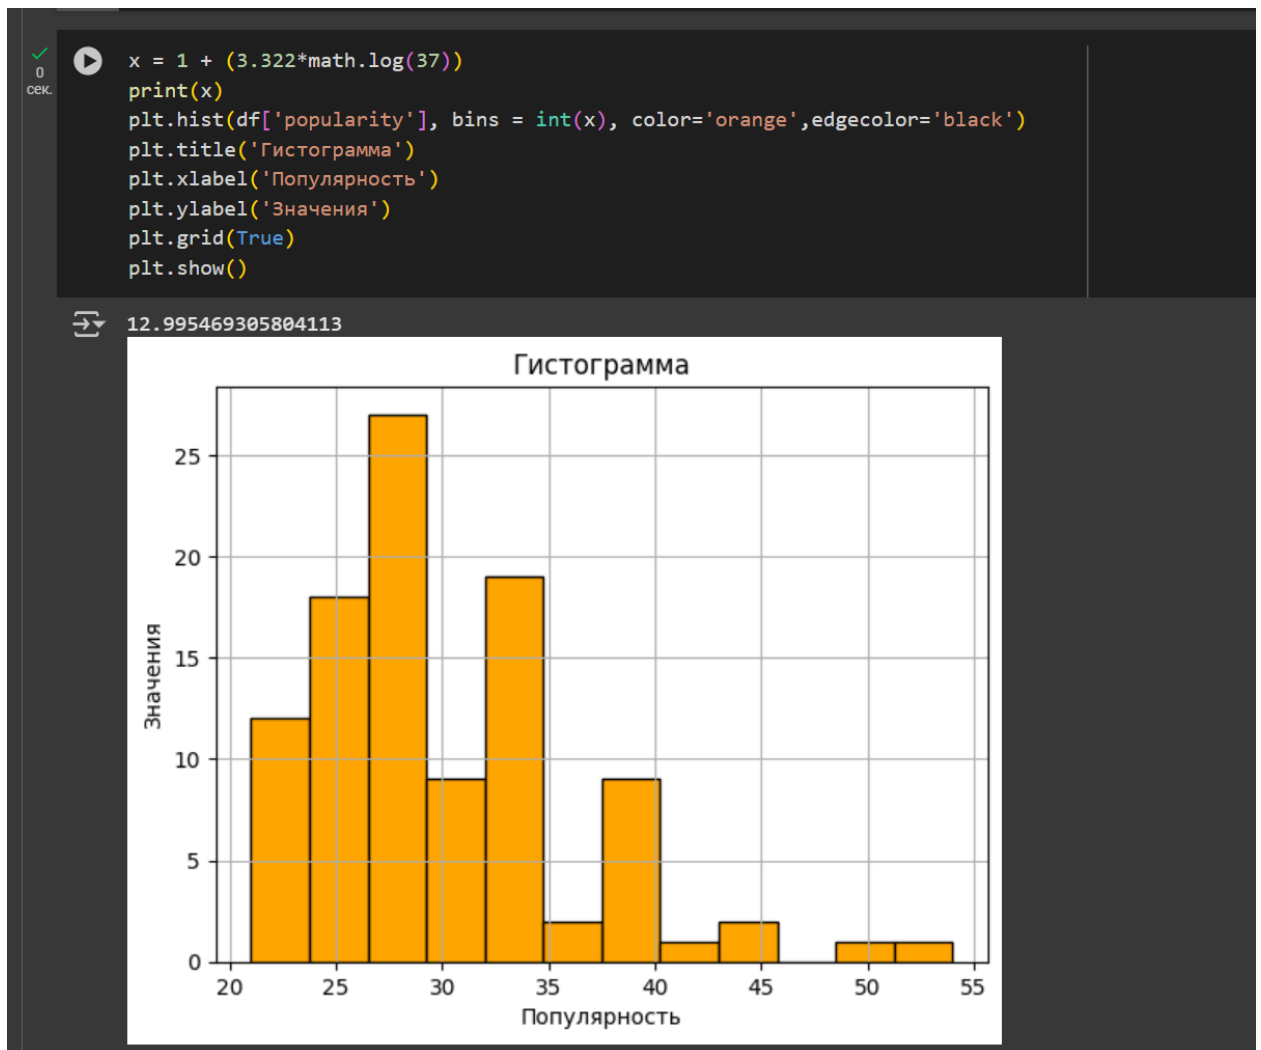 x = 1 + (3.322*math.log(37))
print(x)
plt.hist(df['popularity'], bins = int(x), color='orange',edgecolor='black')
plt.title('Гистограмма')
plt.xlabel('Популярность')
plt.ylabel('Значения')
plt.grid(True)
plt.show()
0
сек.
12.995469305804113
Гистограмма
25
20
15
10
5
0
Значения
20 25 30 35 40 45 50 55
Популярность